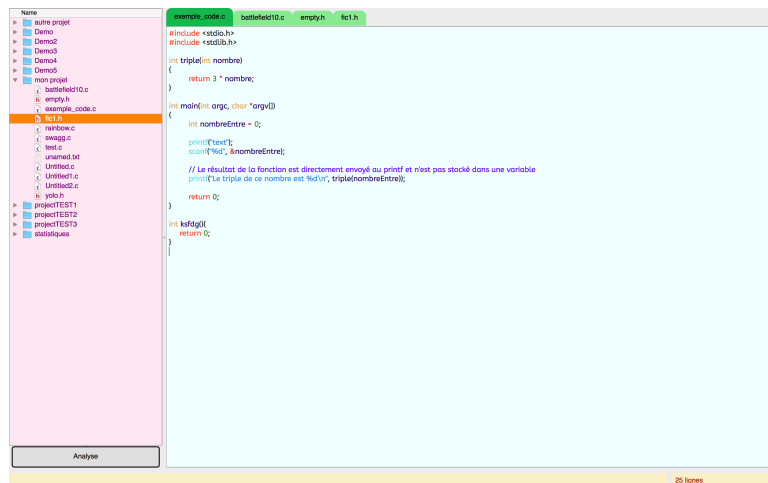 Name
autre projet
Demo
Demo2
Demo3
Demo4
Demo5
mon projet
battlefield10.c
empty.h
exemple_code.c
fic1.h
rainbow.c
swagg.c
test.c
unamed.txt
Untitled.c
Untitled1.c
Untitled2.c
yolo.h
projectTEST1
projectTEST2
projectTEST3
statistiques
Analyse
exemple_code.c battlefield10.c empty.h fic1.h
#include <stdio.h>
#include <stdlib.h>
int triple(int nombre)
{
return 3 * nombre;
}
int main(int argc, char *argv[])
{
int nombreEntre = 0;
printf("text");
scanf("%d", &nombreEntre);
// Le résultat de la fonction est directement envoyé au printf et n'est pas stocké dans une variable
printf("Le triple de ce nombre est %d\n", triple(nombreEntre));
return 0;
}
int ksfdg(){
return 0;
}
25 lignes